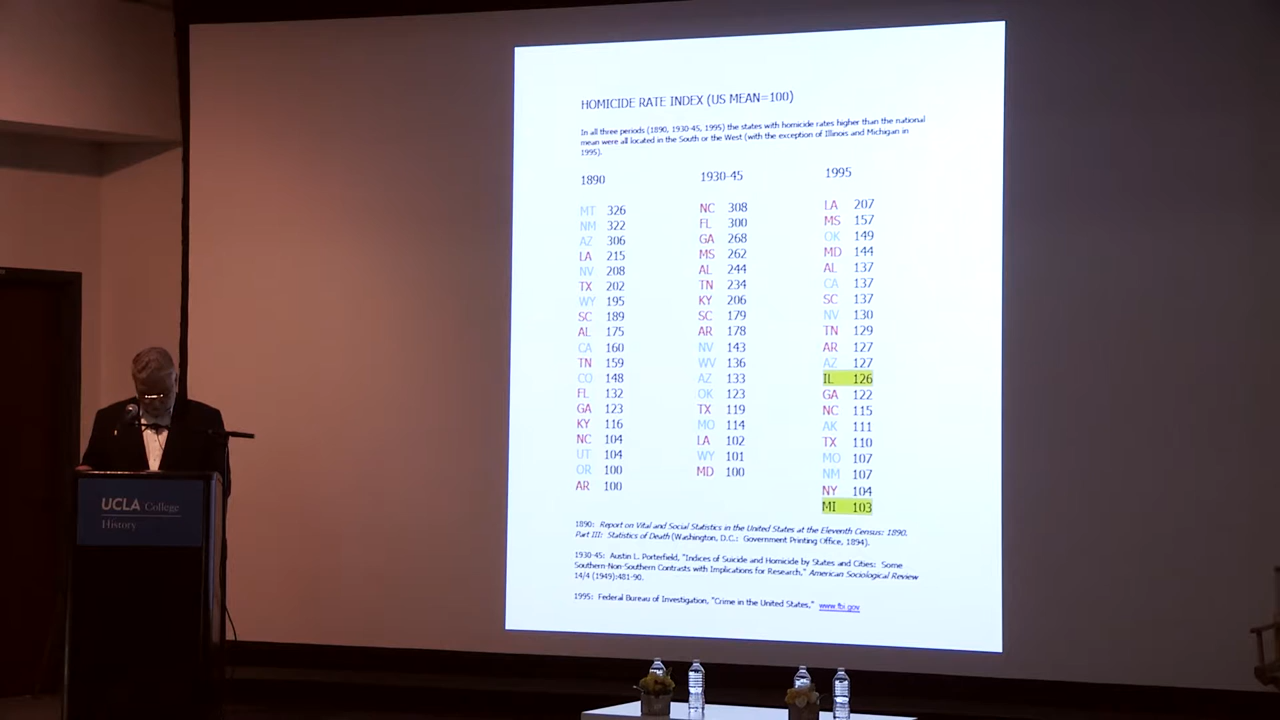 HOMICIDE RATE INDEX (US MEAN=100)
In all three periods (1890, 1930-45, 1995) the states with homicide rates higher than the national
mean were all located in the South or the West (with the exception of Illinois and Michigan in
1995).
1890
MT 326
NM 322
AZ 306
LA 215
NV 208
TX 202
WY 195
SC 189
AL 175
CA 160
TN 159
CO 148
FL 132
GA 123
KY 116
NC 104
UT 104
OR 100
AR 100
1930-45
NC 308
FL 300
GA 268
MS 262
AL 244
TN 234
KY 206
SC 179
AR 178
NV 143
WV 136
AZ 133
OK 123
TX 119
MO 114
LA 102
WY 101
MD 100
1995
LA 207
MS 157
OK 149
MD 144
AL 137
CA 137
SC 137
NV 130
TN 129
AR 127
AZ 127
IL 126
GA 122
NC 115
AK 111
TX 110
MO 107
NM 107
NY 104
MI 103
1890: Report on Vital and Social Statistics in the United States at the Eleventh Census: 1890.
Part III: Statistics of Death (Washington, D.C.: Government Printing Office, 1894).
1930-45: Austin L. Porterfield, "Indices of Suicide and Homicide by States and Cities: Some
Southern-Non-Southern Contrasts with Implications for Research," American Sociological Review
14/4 (1949):481-90.
1995: Federal Bureau of Investigation, "Crime in the United States," www.fbi.gov
UCLA College
History